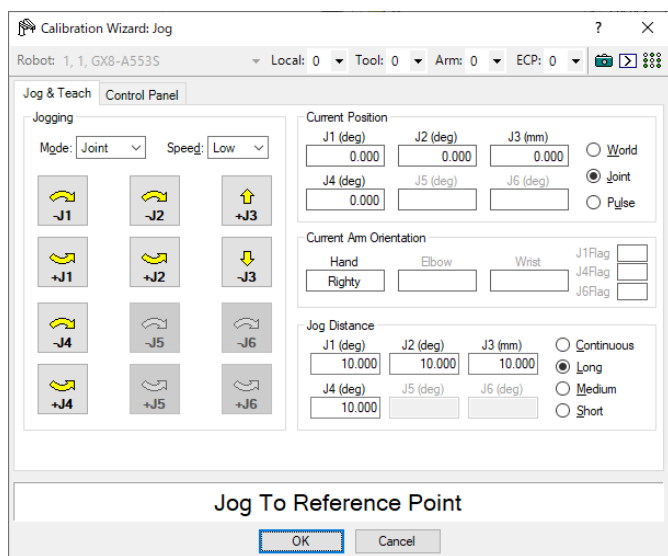 Calibration Wizard: Jog
Robot: 1, 1, GX8-A553S Local: 0 Tool: 0 Arm: 0 ECP: 0
Jog & Teach Control Panel
Jogging
Mode: Joint Speed: Low
-J1 -J2 +J3
+J1 +J2 -J3
-J4 -J5 -J6
+J4 +J5 +J6
Current Position
J1 (deg) J2 (deg) J3 (mm)
0.000 0.000 0.000
J4 (deg) J5 (deg) J6 (deg)
0.000
World
Joint
Pulse
Current Arm Orientation
Hand Elbow Wrist
Righty
J1Flag
J4Flag
J6Flag
Jog Distance
J1 (deg) J2 (deg) J3 (mm)
10.000 10.000 10.000
J4 (deg) J5 (deg) J6 (deg)
10.000
Continuous
Long
Medium
Short
Jog To Reference Point
OK Cancel